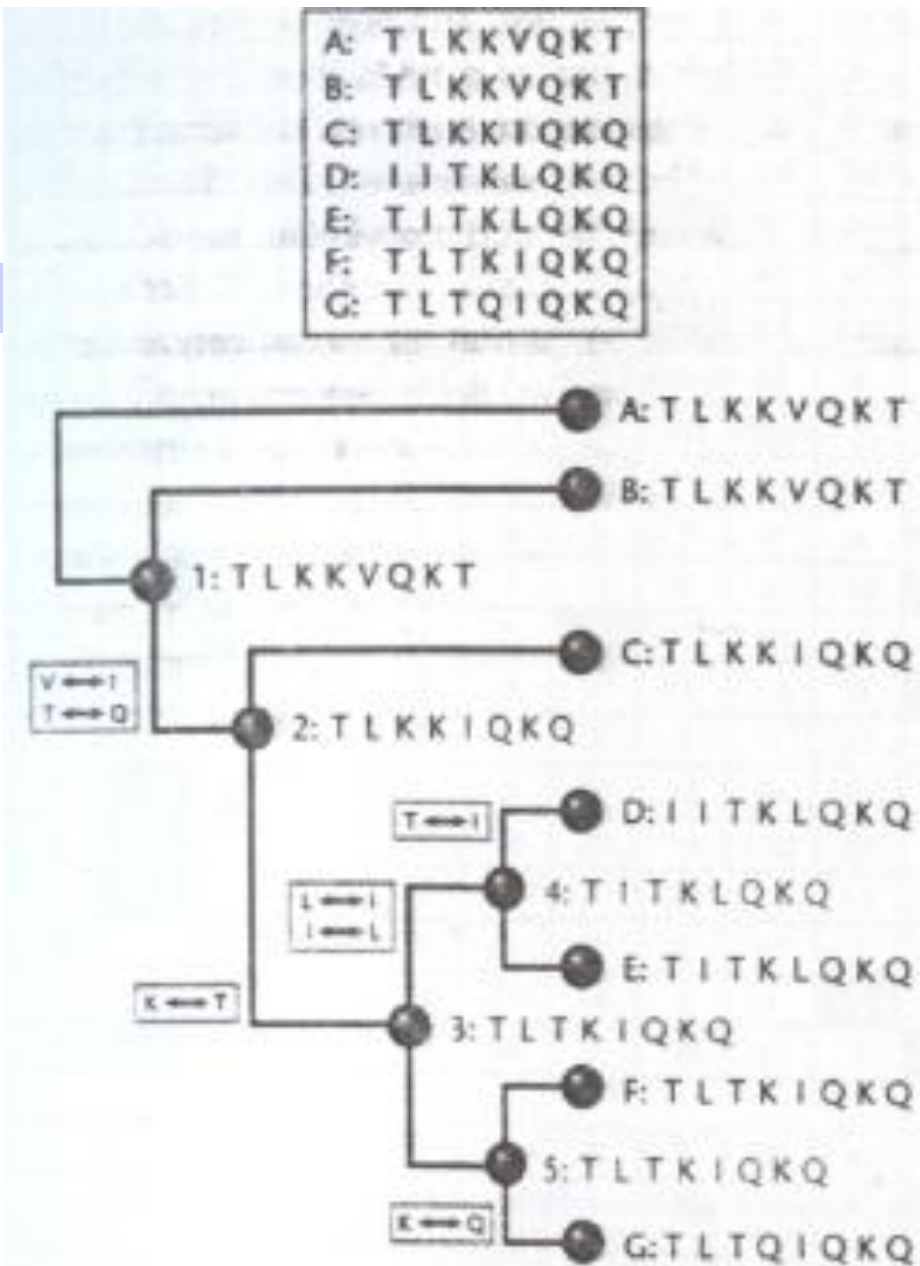 A: T L K K V Q K T
B: T L K K V Q K T
C: T L K K I Q K Q
D: I I T K L Q K Q
E: T I T K L Q K Q
F: T L T K I Q K Q
G: T L T Q I Q K Q
A: T L K K V Q K T
B: T L K K V Q K T
1: T L K K V Q K T
C: T L K K I Q K Q
V ⟷ I
T ⟷ Q
2: T L K K I Q K Q
T ⟷ I
D: I I T K L Q K Q
4: T I T K L Q K Q
L ⟷ I
I ⟷ L
E: T I T K L Q K Q
K ⟷ T
3: T L T K I Q K Q
F: T L T K I Q K Q
5: T L T K I Q K Q
K ⟷ Q
G: T L T Q I Q K Q